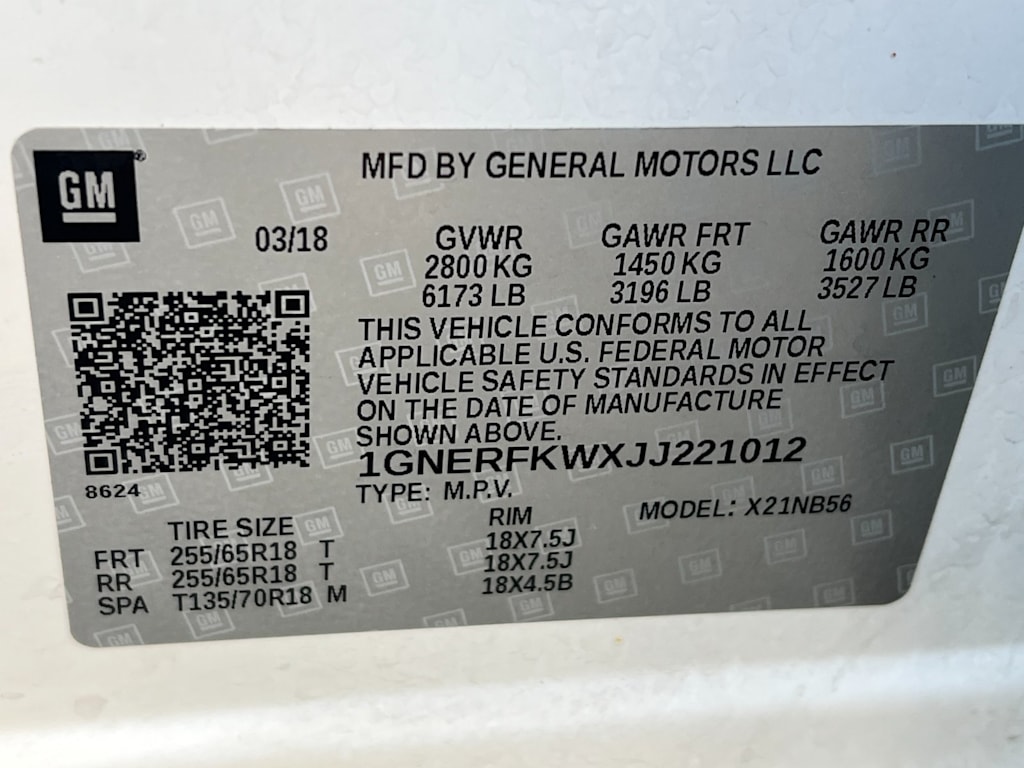 GM
MFD BY GENERAL MOTORS LLC
03/18 GVWR GAWR FRT GAWR RR
2800 KG 1450 KG 1600 KG
6173 LB 3196 LB 3527 LB
THIS VEHICLE CONFORMS TO ALL
APPLICABLE U.S. FEDERAL MOTOR
VEHICLE SAFETY STANDARDS IN EFFECT
ON THE DATE OF MANUFACTURE
SHOWN ABOVE.
1GNERFKWXJJ221012
8624
TYPE: M.P.V. MODEL: X21NB56
TIRE SIZE RIM
FRT 255/65R18 T 18X7.5J
RR 255/65R18 T 18X7.5J
SPA T135/70R18 M 18X4.5B